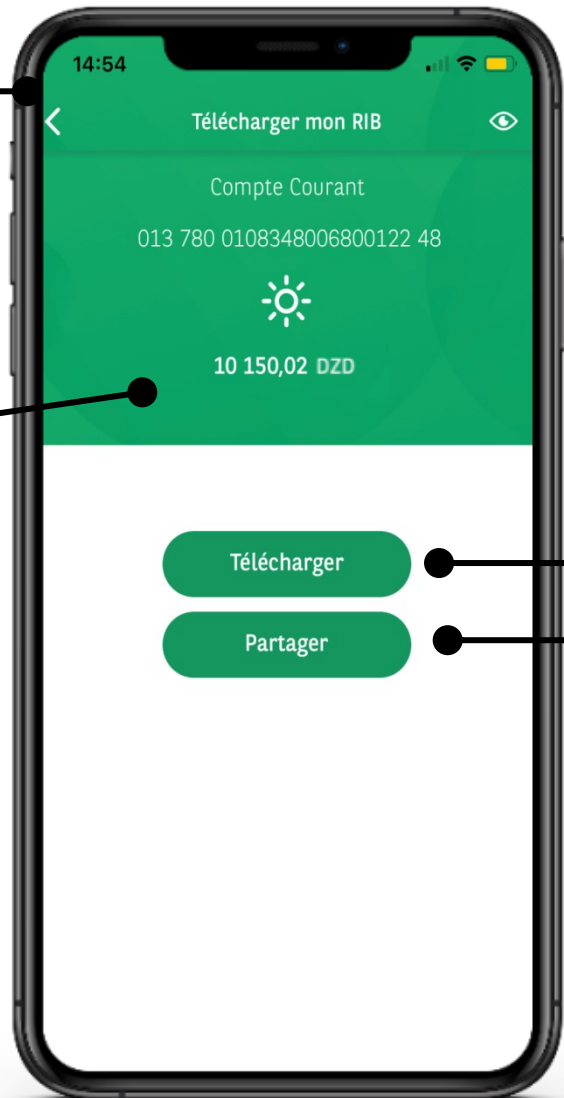 14:54
Télécharger mon RIB
Compte Courant
013 780 0108348006800122 48
10 150,02 DZD
Télécharger
Partager